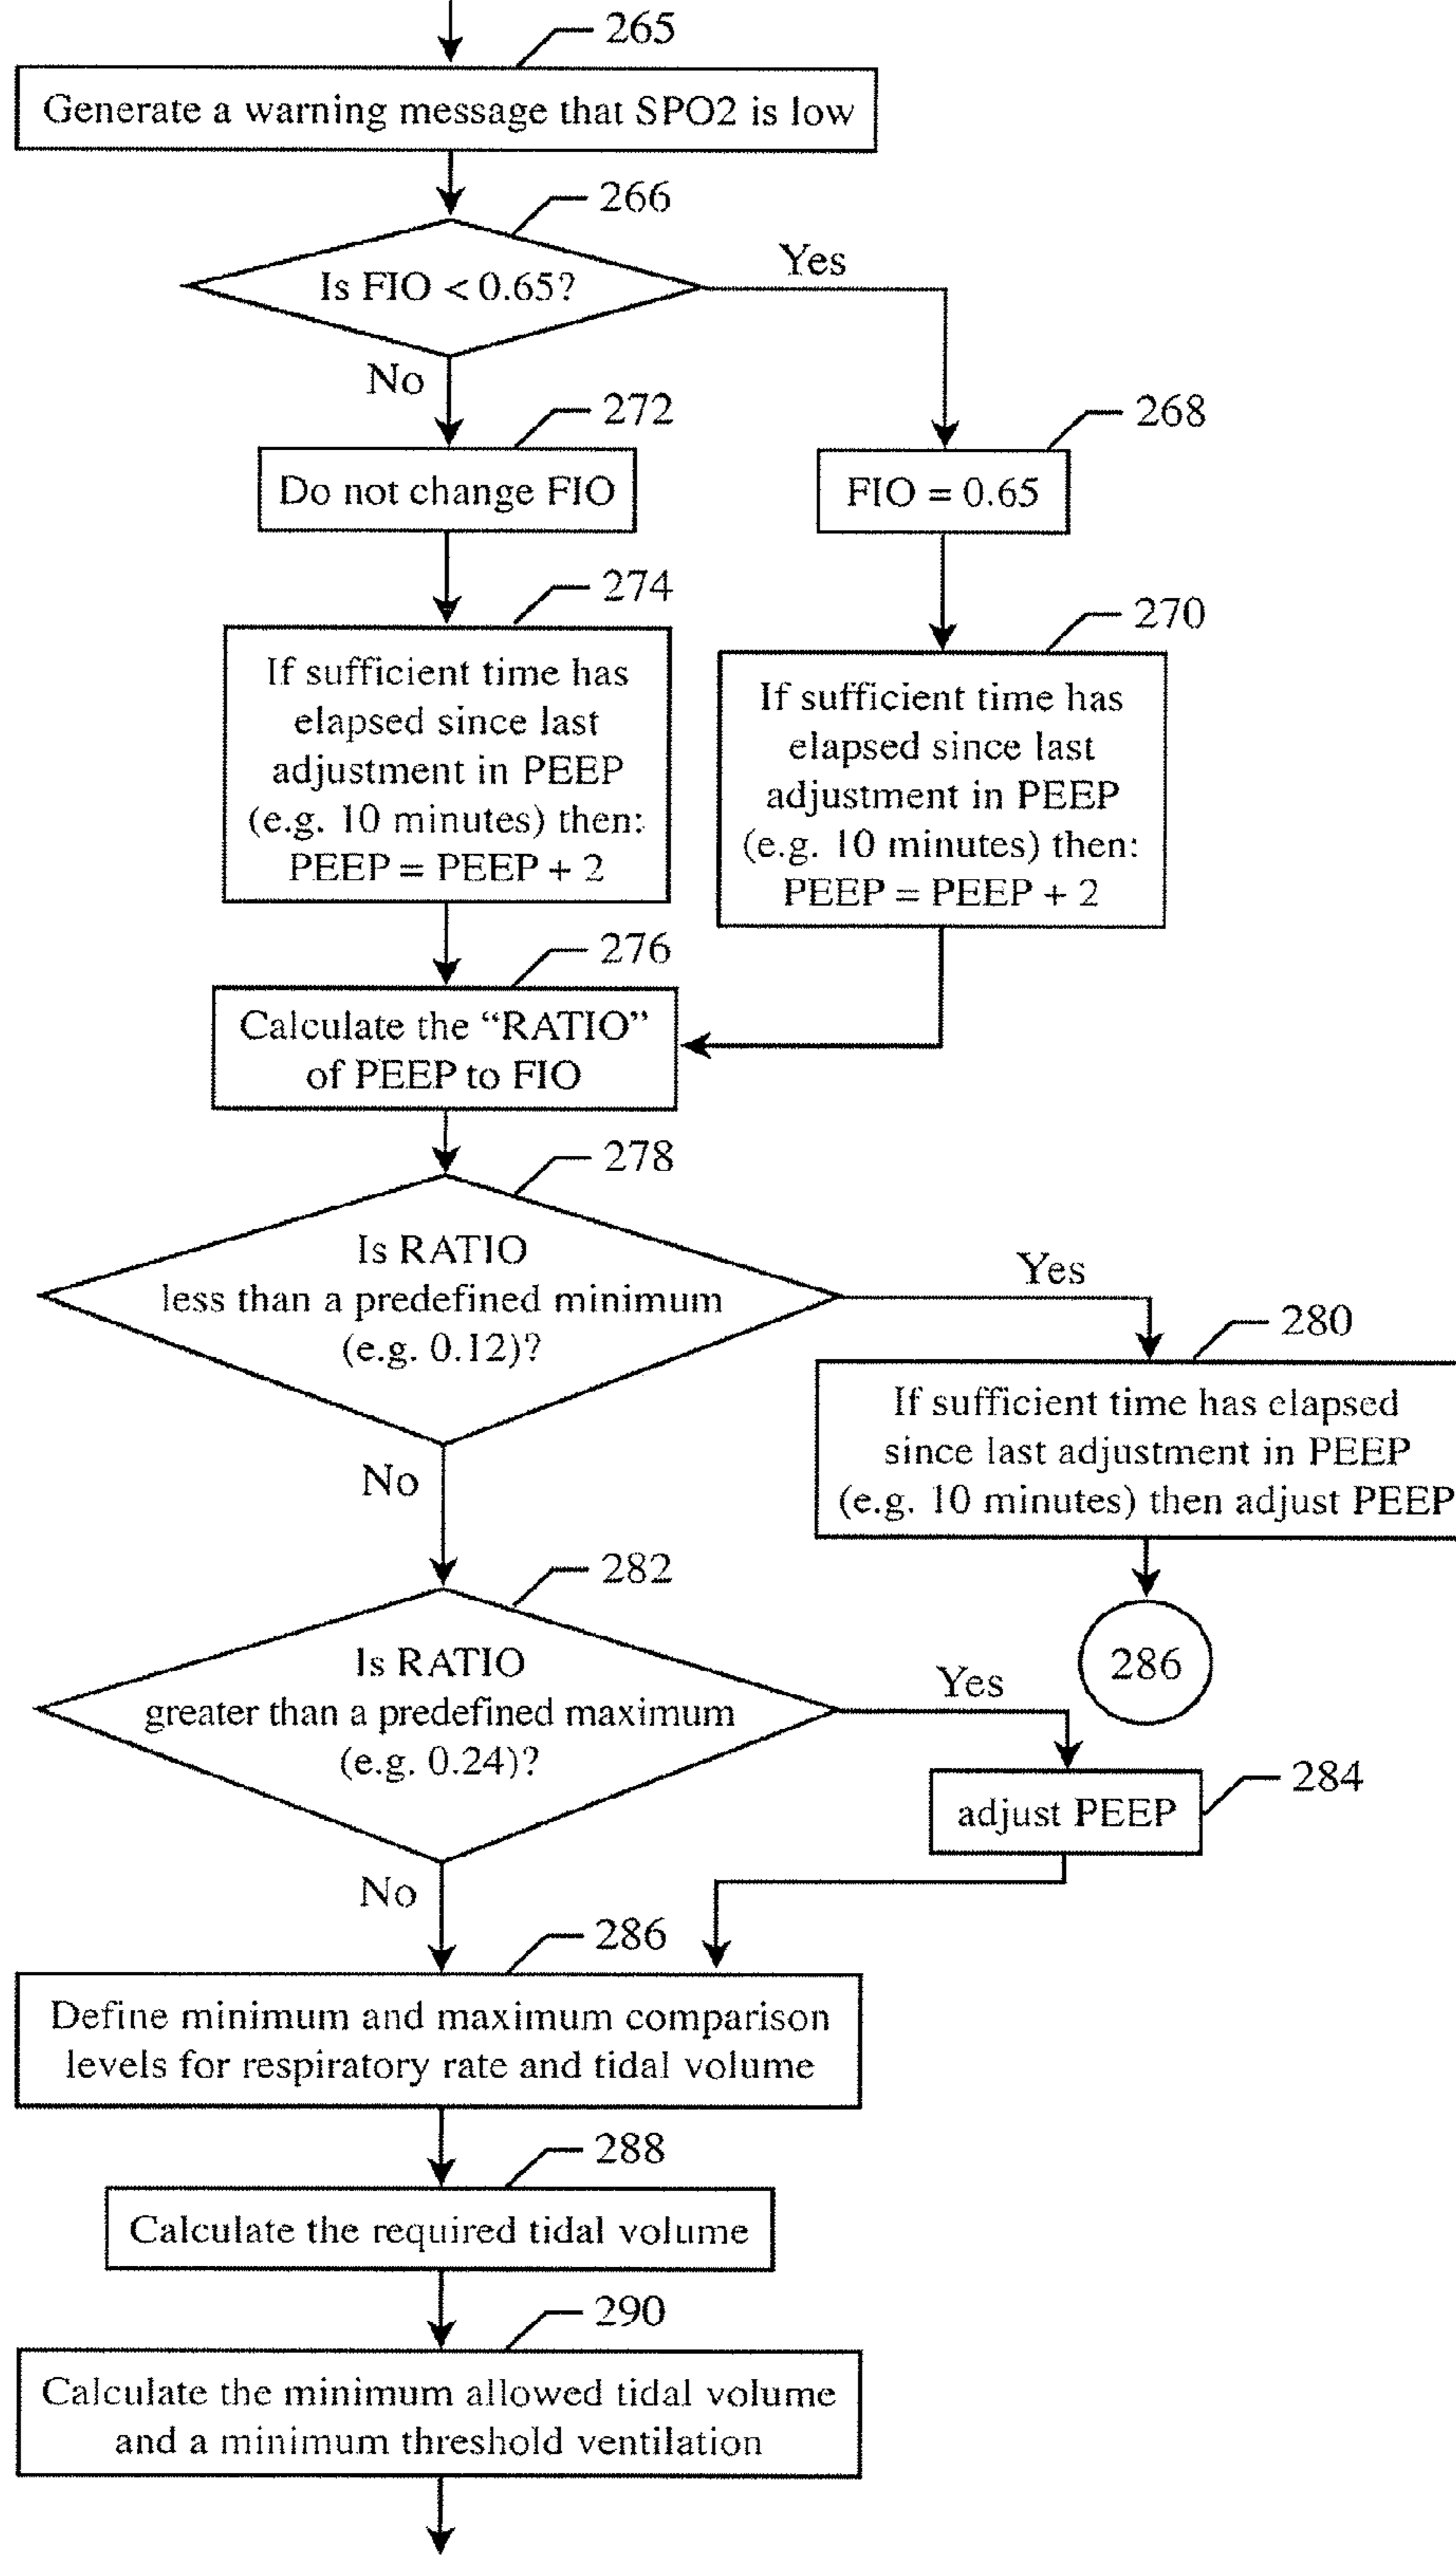 265
Generate a warning message that SPO2 is low
266
Is FIO < 0.65?
Yes
No
272
Do not change FIO
268
FIO = 0.65
274
If sufficient time has
elapsed since last
adjustment in PEEP
(e.g. 10 minutes) then:
PEEP = PEEP + 2
270
If sufficient time has
elapsed since last
adjustment in PEEP
(e.g. 10 minutes) then:
PEEP = PEEP + 2
276
Calculate the “RATIO”
of PEEP to FIO
278
Is RATIO
less than a predefined minimum
(e.g. 0.12)?
Yes
No
280
If sufficient time has elapsed
since last adjustment in PEEP
(e.g. 10 minutes) then adjust PEEP
286
282
Is RATIO
greater than a predefined maximum
(e.g. 0.24)?
Yes
No
284
adjust PEEP
286
Define minimum and maximum comparison
levels for respiratory rate and tidal volume
288
Calculate the required tidal volume
290
Calculate the minimum allowed tidal volume
and a minimum threshold ventilation